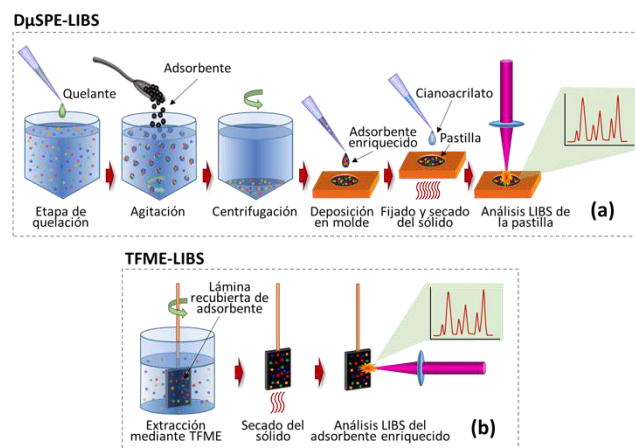 DµSPE-LIBS
Quelante
Adsorbente
Cianoacrilato
Adsorbente
enriquecido
Pastilla
Etapa de
quelación
Agitación
Centrifugación
Deposición
en molde
Fijado y secado
del sólido
Análisis LIBS de
la pastilla
(a)
TFME-LIBS
Lámina
recubierta de
adsorbente
Extracción
mediante TFME
Secado del
sólido
Análisis LIBS del
adsorbente enriquecido
(b)